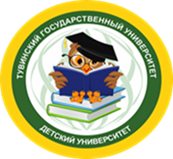 ТУВИНСКИЙ ГОСУДАРСТВЕННЫЙ УНИВЕРСИТЕТ
ДЕТСКИЙ УНИВЕРСИТЕТ